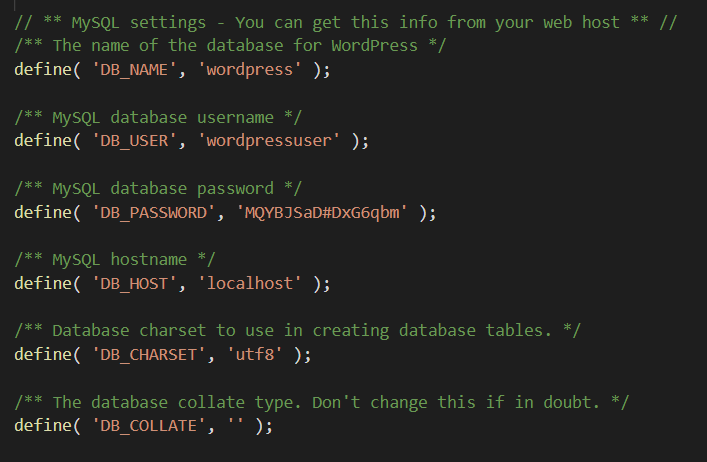 // ** MySQL settings - You can get this info from your web host ** //
/** The name of the database for WordPress */
define( 'DB_NAME', 'wordpress' );
/** MySQL database username */
define( 'DB_USER', 'wordpressuser' );
/** MySQL database password */
define( 'DB_PASSWORD', 'MQYBJSaD#DxG6qbm' );
/** MySQL hostname */
define( 'DB_HOST', 'localhost' );
/** Database charset to use in creating database tables. */
define( 'DB_CHARSET', 'utf8' );
/** The database collate type. Don't change this if in doubt. */
define( 'DB_COLLATE', '' );